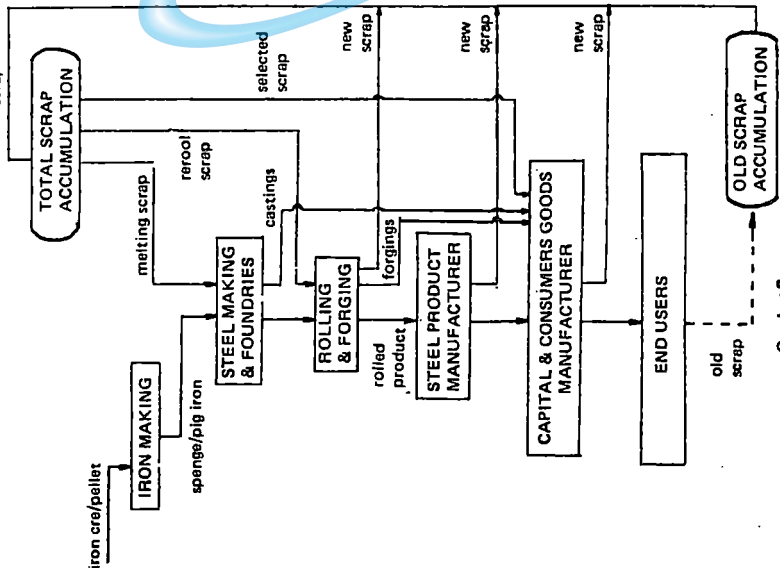 TOTAL SCRAP
ACCUMULATION
melting scrap
rerool
scrap
selected
scrap
new
scrap
new
scrap
new
scrap
iron cre/pellet
IRON MAKING
spenge/pig iron
STEEL MAKING
& FOUNDRIES
castings
ROLLING
& FORGING
forgings
rolled
product
STEEL PRODUCT
MANUFACTURER
CAPITAL & CONSUMERS GOODS
MANUFACTURER
END USERS
old
scrap
OLD SCRAP
ACCUMULATION